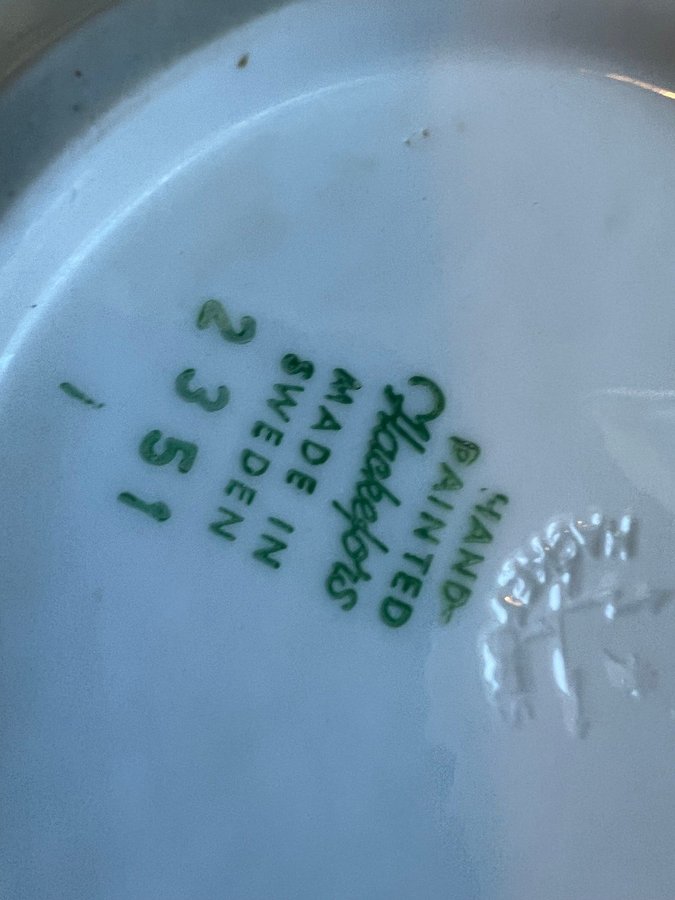 HAND
PAINTED
Hackefors
MADE IN
SWEDEN
2351